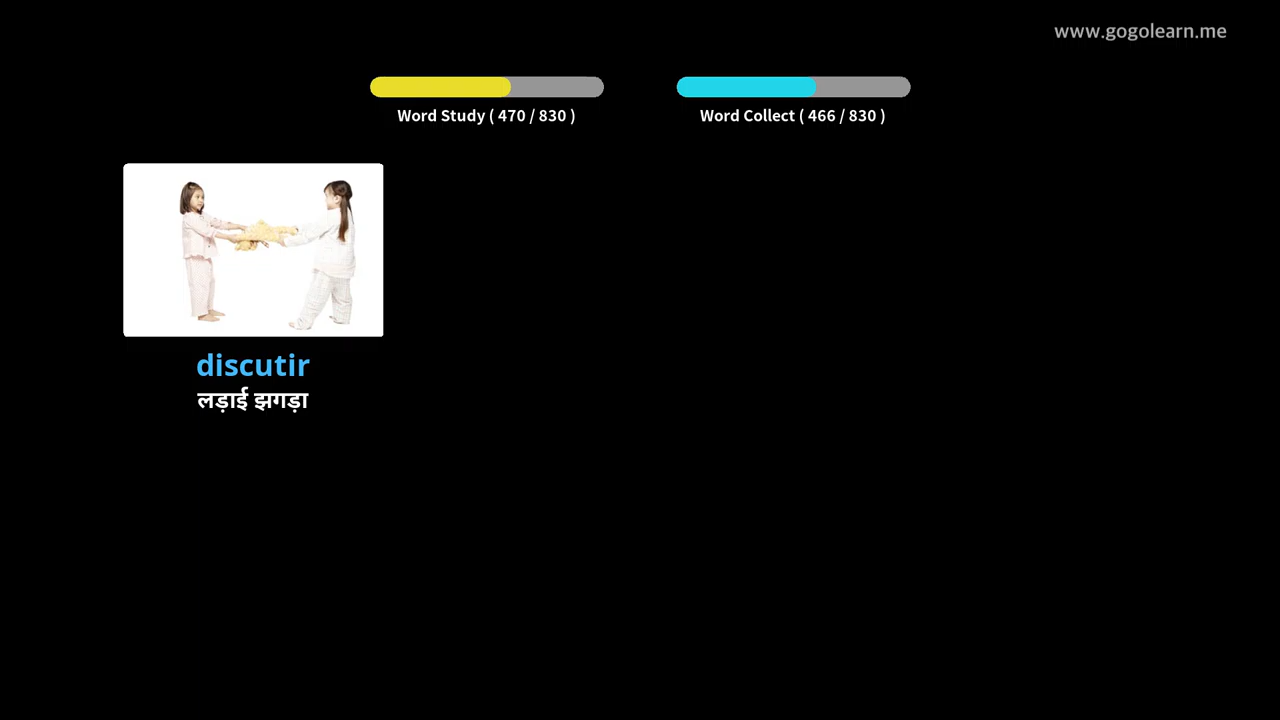 www.gogolearn.me
Word Study ( 470 / 830 )
Word Collect ( 466 / 830 )
discutir
लड़ाई झगड़ा